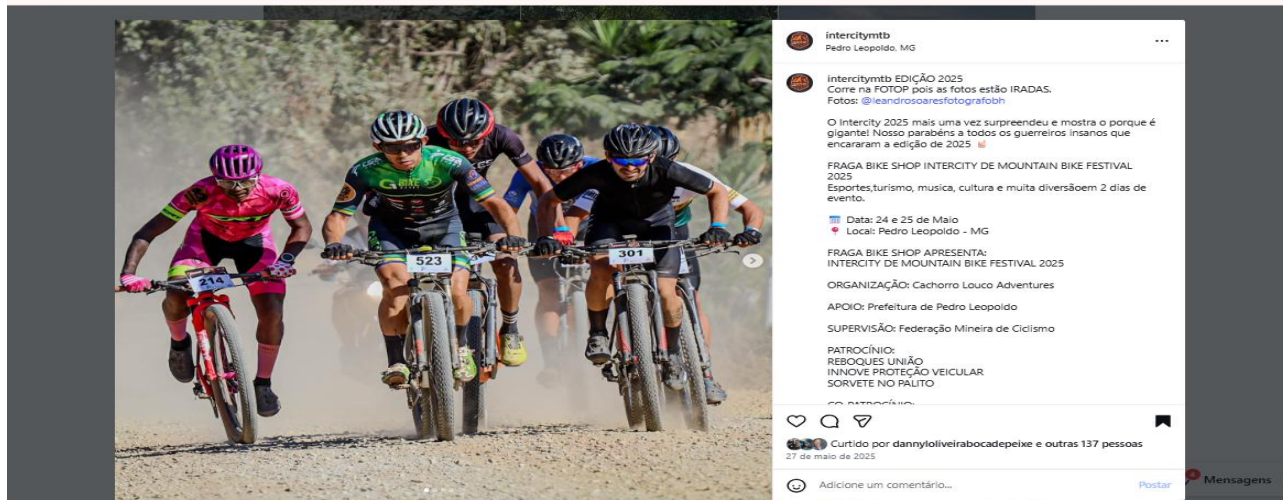 intercitymtb
Pedro Leopoldo, MG
intercitymtb EDIÇÃO 2025
Corre na FOTOP pois as fotos estão IRADAS.
Fotos: @leandrosoaresfotografobh
O Intercity 2025 mais uma vez surpreendeu e mostra o porque é
gigante! Nosso parabéns a todos os guerreiros insanos que
encararam a edição de 2025
FRAGA BIKE SHOP INTERCITY DE MOUNTAIN BIKE FESTIVAL
2025
Esportes,turismo, musica, cultura e muita diversãoem 2 dias de
evento.
Data: 24 e 25 de Maio
Local: Pedro Leopoldo - MG
FRAGA BIKE SHOP APRESENTA:
INTERCITY DE MOUNTAIN BIKE FESTIVAL 2025
ORGANIZAÇÃO: Cachorro Louco Adventures
APOIO: Prefeitura de Pedro Leopoldo
SUPERVISÃO: Federação Mineira de Ciclismo
PATROCÍNIO:
REBOQUES UNIÃO
INNOVE PROTEÇÃO VEICULAR
SORVETE NO PALITO
CO-PATROCÍNIO:
Curtido por dannyloliveirabocadepeixe e outras 137 pessoas
27 de maio de 2025
Adicione um comentário...
Postar
4
Mensagens
BIKE
214
523
301